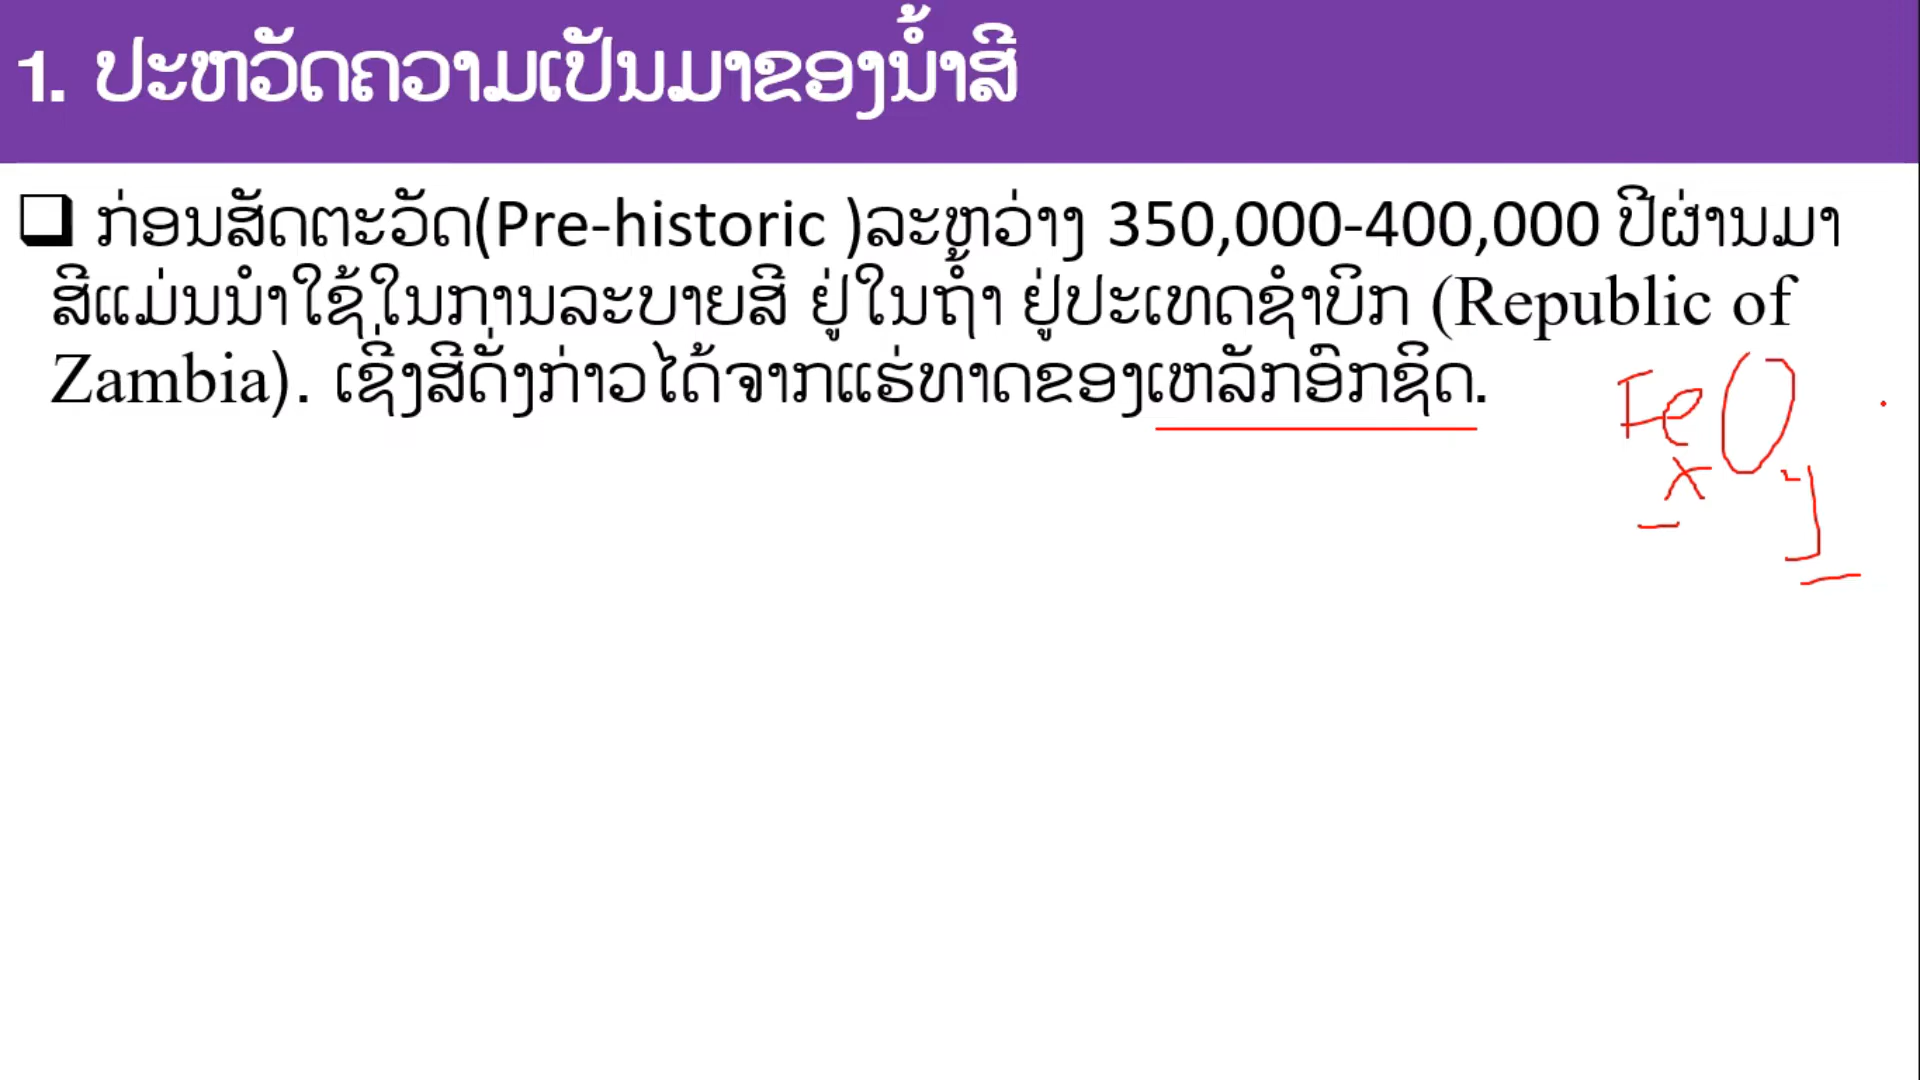 1. ປະຫວັດຄວາມເປັນມາຂອງນໍ້າສີ
❑ ກ່ອນສັດຕະວັດ(Pre-historic )ລະຫວ່າງ 350,000-400,000 ປີຜ່ານມາ
ສີແມ່ນນໍາໃຊ້ໃນການລະບາຍສີ ຢູ່ໃນຖໍ້າ ຢູ່ປະເທດຊໍາບິກ (Republic of
Zambia). ເຊິ່ງສີດັ່ງກ່າວໄດ້ຈາກແຮ່ທາດຂອງເຫລັກອົກຊິດ.
FexOy